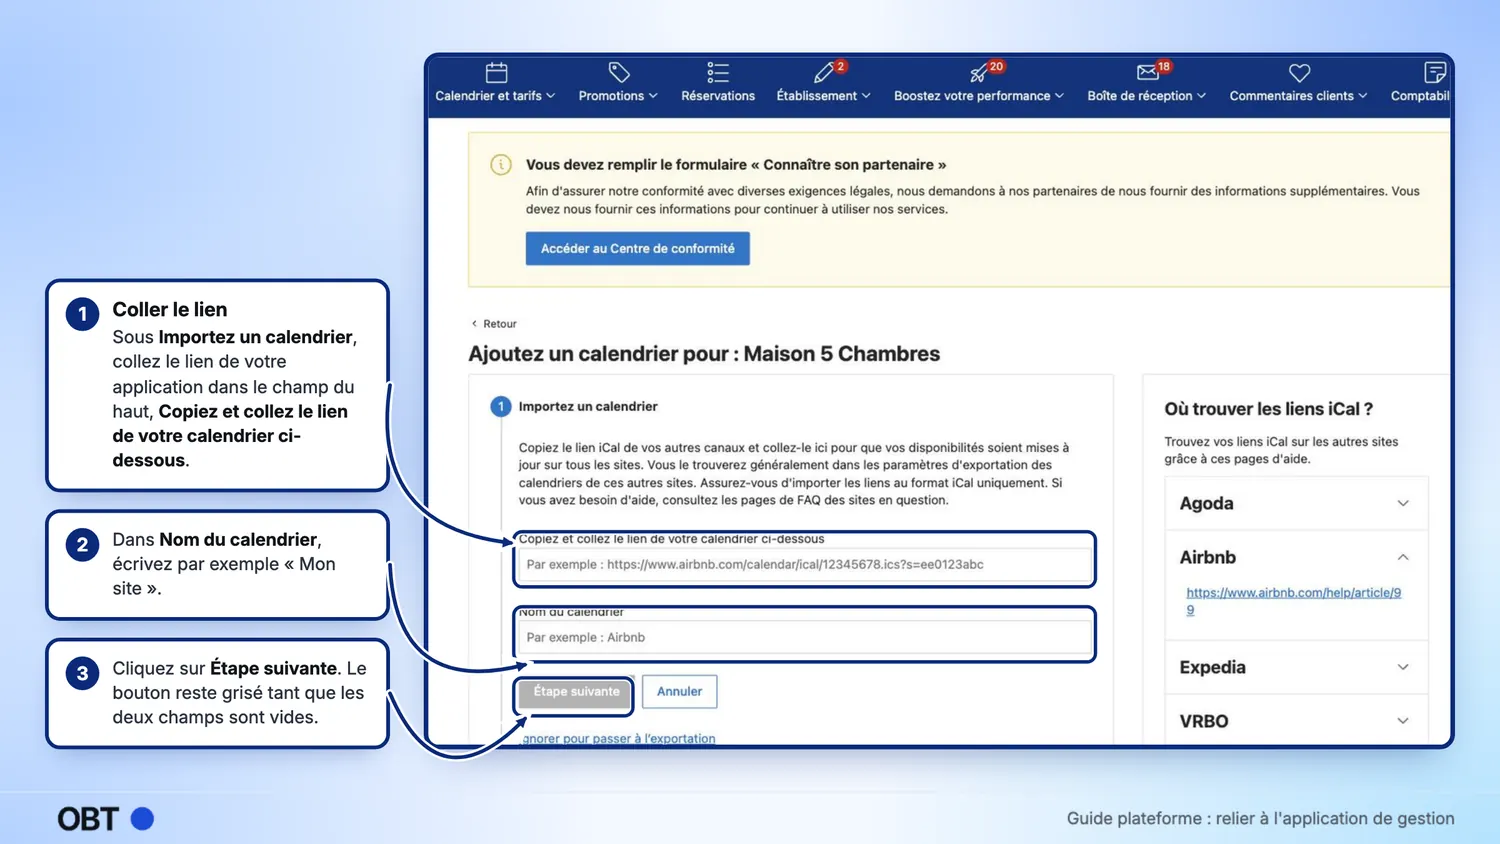 Calendrier et tarifs
Promotions
Réservations
2
Établissement
20
Boostez votre performance
18
Boîte de réception
Commentaires clients
Comptabil
Vous devez remplir le formulaire « Connaître son partenaire »
Afin d'assurer notre conformité avec diverses exigences légales, nous demandons à nos partenaires de nous fournir des informations supplémentaires. Vous
devez nous fournir ces informations pour continuer à utiliser nos services.
Accéder au Centre de conformité
1
Coller le lien
Sous Importez un calendrier,
collez le lien de votre
application dans le champ du
haut, Copiez et collez le lien
de votre calendrier ci-
dessous.
2
Dans Nom du calendrier,
écrivez par exemple « Mon
site ».
3
Cliquez sur Étape suivante. Le
bouton reste grisé tant que les
deux champs sont vides.
Retour
Ajoutez un calendrier pour : Maison 5 Chambres
1
Importez un calendrier
Copiez le lien iCal de vos autres canaux et collez-le ici pour que vos disponibilités soient mises à
jour sur tous les sites. Vous le trouverez généralement dans les paramètres d'exportation des
calendriers de ces autres sites. Assurez-vous d'importer les liens au format iCal uniquement. Si
vous avez besoin d'aide, consultez les pages de FAQ des sites en question.
Copiez et collez le lien de votre calendrier ci-dessous
Par exemple : https://www.airbnb.com/calendar/ical/12345678.ics?s=ee0123abc
Nom du calendrier
Par exemple : Airbnb
Étape suivante
Annuler
gnorer pour passer à l'exportation
Où trouver les liens iCal ?
Trouvez vos liens iCal sur les autres sites
grâce à ces pages d'aide.
Agoda
Airbnb
https://www.airbnb.com/help/article/9
9
Expedia
VRBO
OBT
Guide plateforme : relier à l'application de gestion